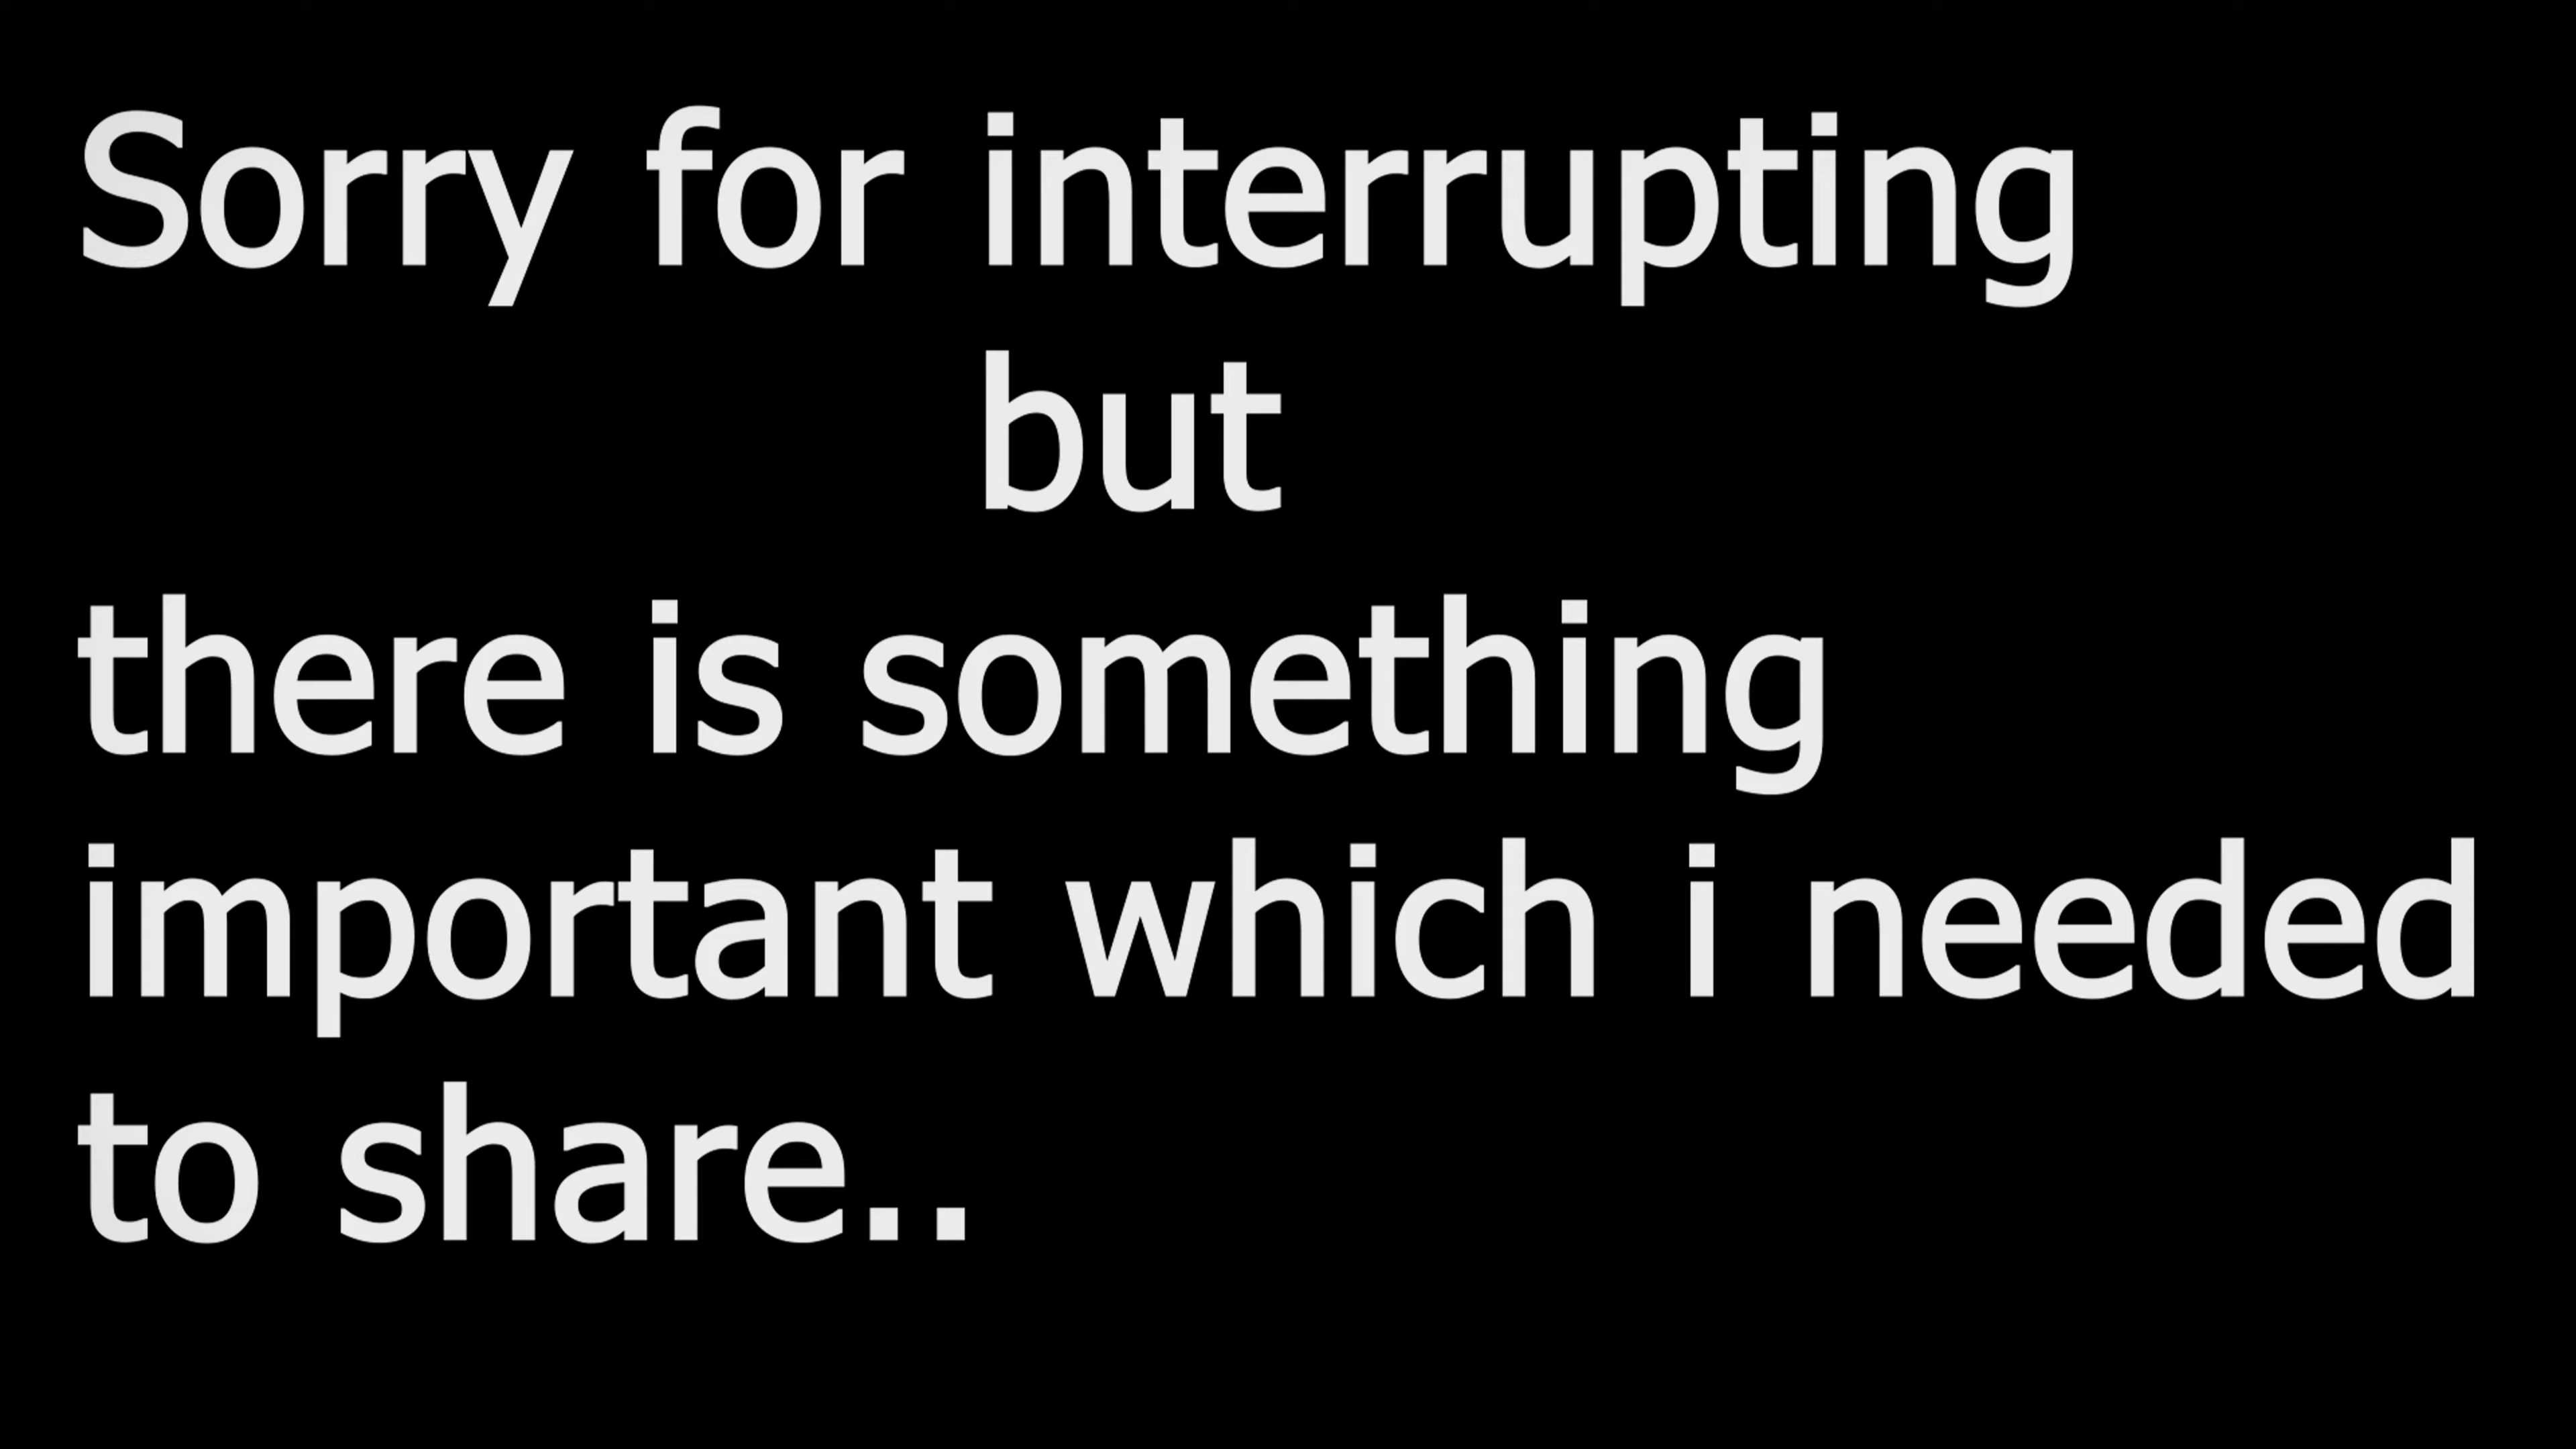 Sorry for interrupting
but
there is something
important which i needed
to share..